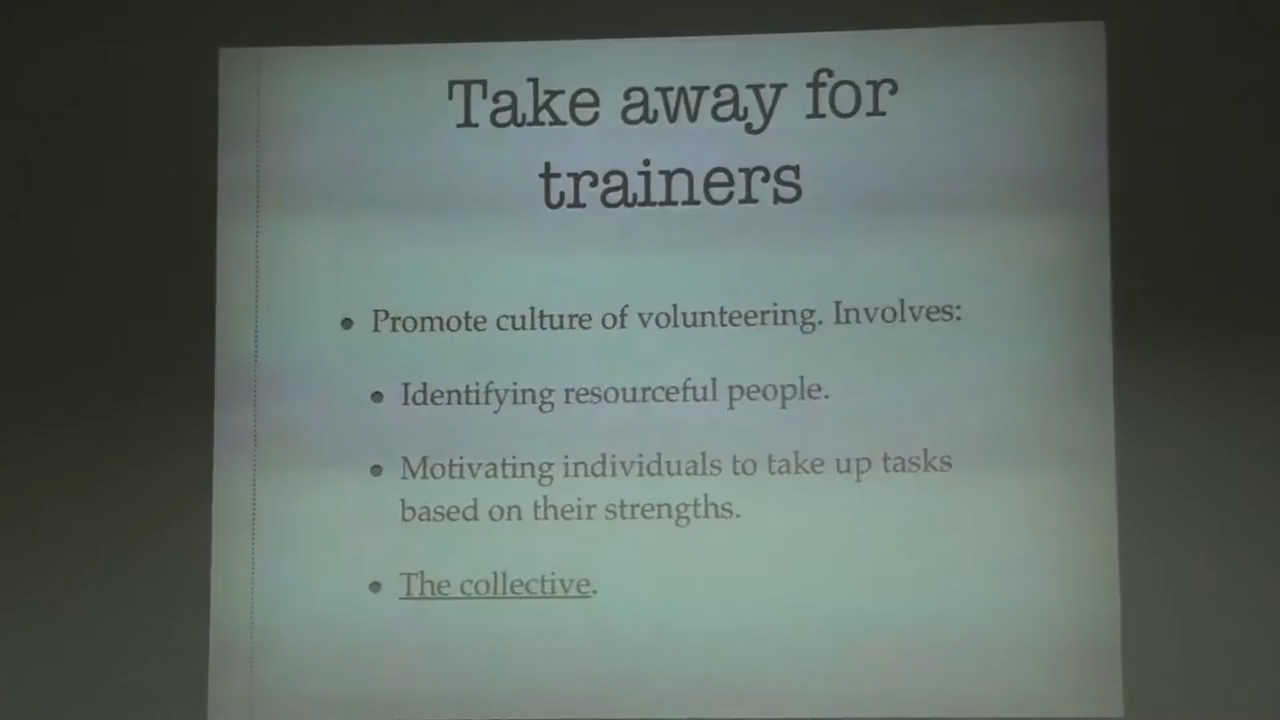 Take away for
trainers
• Promote culture of volunteering. Involves:
• Identifying resourceful people.
• Motivating individuals to take up tasks
based on their strengths.
• The collective.